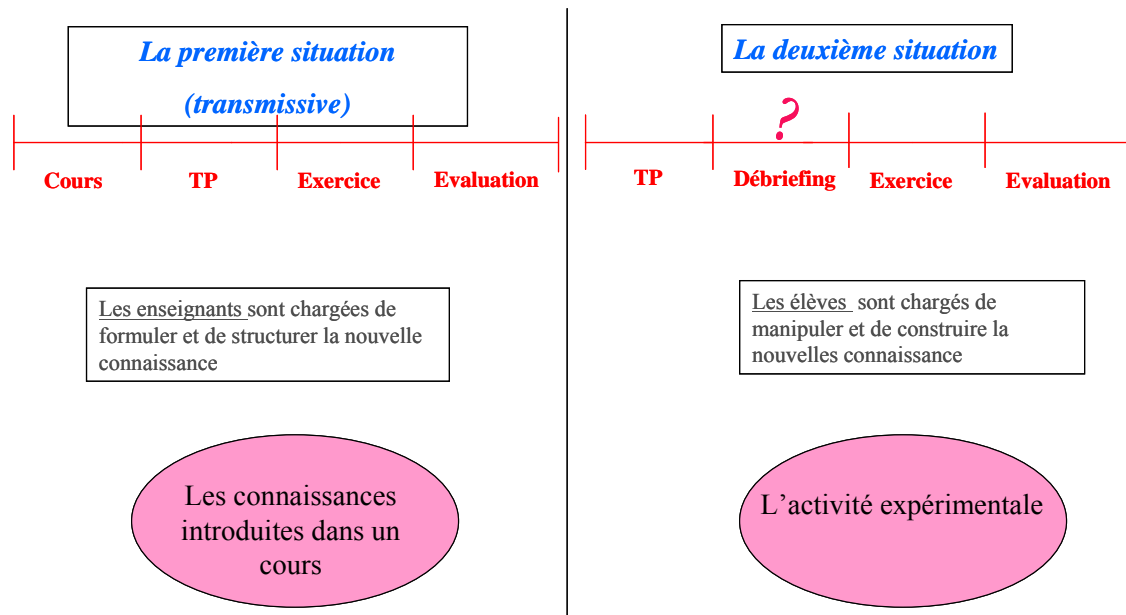 La première situation
(transmissive)
Cours TP Exercice Evaluation
Les enseignants sont chargées de
formuler et de structurer la nouvelle
connaissance
Les connaissances
introduites dans un
cours
La deuxième situation
?
TP Débriefing Exercice Evaluation
Les élèves sont chargés de
manipuler et de construire la
nouvelles connaissance
L’activité expérimentale